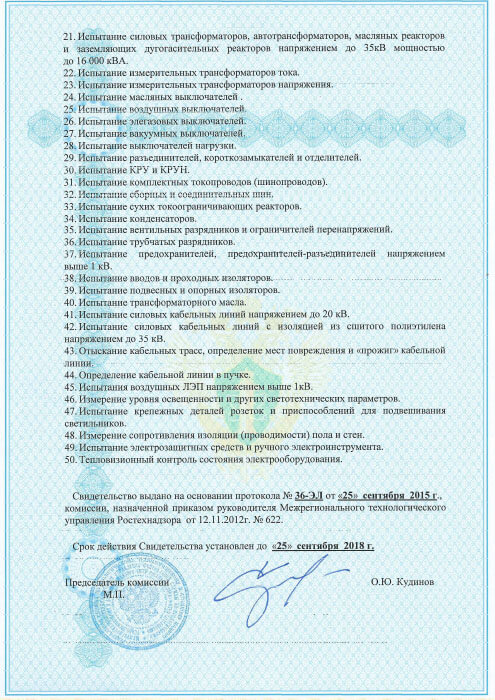 21. Испытание силовых трансформаторов, автотрансформаторов, масляных реакторов
и заземляющих дугогасительных реакторов напряжением до 35кВ мощностью
до 16 000 кВА.
22. Испытание измерительных трансформаторов тока.
23. Испытание измерительных трансформаторов напряжения.
24. Испытание масляных выключателей .
25. Испытание воздушных выключателей.
26. Испытание элегазовых выключателей.
27. Испытание вакуумных выключателей.
28. Испытание выключателей нагрузки.
29. Испытание разъединителей, короткозамыкателей и отделителей.
30. Испытание КРУ и КРУН.
31. Испытание комплектных токопроводов (шинопроводов).
32. Испытание сборных и соединительных шин.
33. Испытание сухих токоограничивающих реакторов.
34. Испытание конденсаторов.
35. Испытание вентильных разрядников и ограничителей перенапряжений.
36. Испытание трубчатых разрядников.
37. Испытание предохранителей, предохранителей-разъединителей напряжением
выше 1 кВ.
38. Испытание вводов и проходных изоляторов.
39. Испытание подвесных и опорных изоляторов.
40. Испытание трансформаторного масла.
41. Испытание силовых кабельных линий напряжением до 20 кВ.
42. Испытание силовых кабельных линий с изоляцией из сшитого полиэтилена
напряжением до 35 кВ.
43. Отыскание кабельных трасс, определение мест повреждения и «прожиг» кабельной
линии.
44. Определение кабельной линии в пучке.
45. Испытания воздушных ЛЭП напряжением выше 1кВ.
46. Измерение уровня освещенности и других светотехнических параметров.
47. Испытание крепежных деталей розеток и приспособлений для подвешивания
светильников.
48. Измерение сопротивления изоляции (проводимости) пола и стен.
49. Испытание электрозащитных средств и ручного электроинструмента.
50. Тепловизионный контроль состояния электрооборудования.
Свидетельство выдано на основании протокола № 36-ЭЛ от «25» сентября 2015 г.,
комиссии, назначенной приказом руководителя Межрегионального технологического
управления Ростехнадзора от 12.11.2012г. № 622.
Срок действия Свидетельства установлен до «25» сентября 2018 г.
Председатель комиссии О.Ю. Кудинов
М.П.